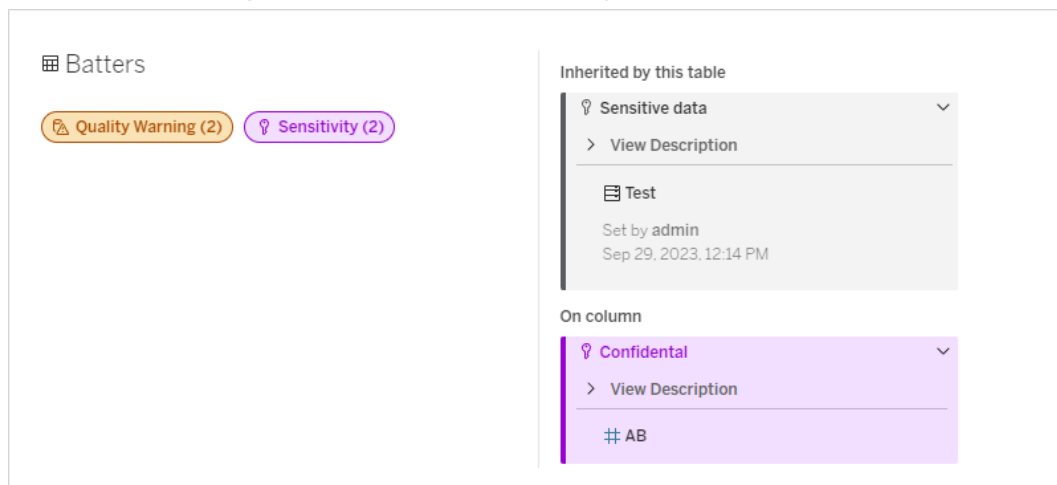 Batters
Quality Warning (2)
Sensitivity (2)
Inherited by this table
Sensitive data
View Description
Test
Set by admin
Sep 29, 2023, 12:14 PM
On column
Confidental
View Description
AB